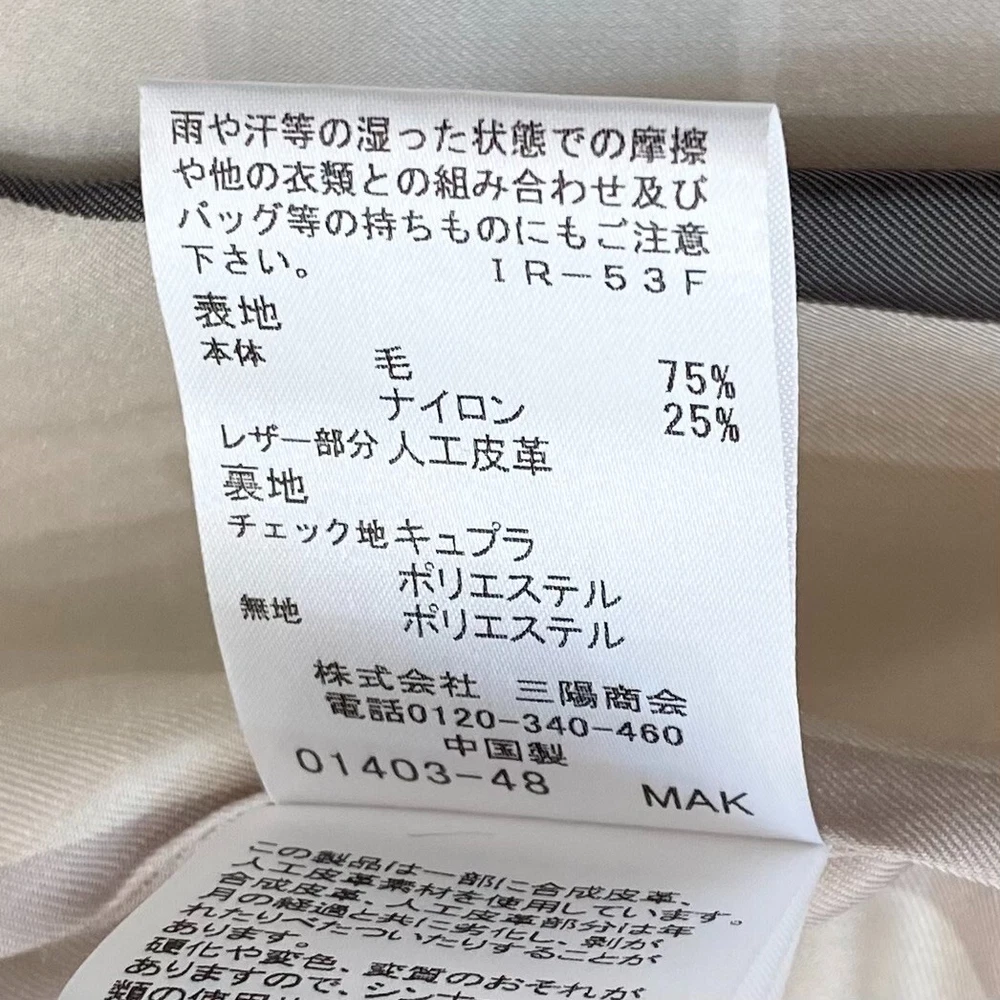 雨や汗等の湿った状態での摩擦
や他の衣類との組み合わせ及び
バッグ等の持ちものにもご注意
下さい。 IR-53F
表地
本体 毛 75%
ナイロン 25%
レザー部分 人工皮革
裏地
チェック地 キュプラ
ポリエステル
無地 ポリエステル
株式会社 三陽商会
電話0120-340-460
中国製
01403-48 MAK
この製品は一部に合成皮革、
人工皮革素材を使用しています。
合成皮革、人工皮革部分は年
月の経過と共に劣化し、剥が
れたりべたついたりすることが
あります。
硬化や変色、変質のおそれが
ありますので、シンナ
類の使用